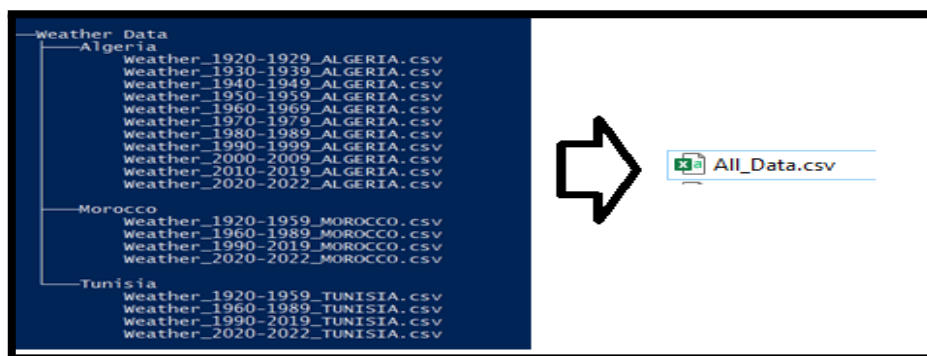 Weather Data
Algeria
Weather_1920-1929_ALGERIA.csv
Weather_1930-1939_ALGERIA.csv
Weather_1940-1949_ALGERIA.csv
Weather_1950-1959_ALGERIA.csv
Weather_1960-1969_ALGERIA.csv
Weather_1970-1979_ALGERIA.csv
Weather_1980-1989_ALGERIA.csv
Weather_1990-1999_ALGERIA.csv
Weather_2000-2009_ALGERIA.csv
Weather_2010-2019_ALGERIA.csv
Weather_2020-2022_ALGERIA.csv
Morocco
Weather_1920-1959_MOROCCO.csv
Weather_1960-1989_MOROCCO.csv
Weather_1990-2019_MOROCCO.csv
Weather_2020-2022_MOROCCO.csv
Tunisia
Weather_1920-1959_TUNISIA.csv
Weather_1960-1989_TUNISIA.csv
Weather_1990-2019_TUNISIA.csv
Weather_2020-2022_TUNISIA.csv
All_Data.csv